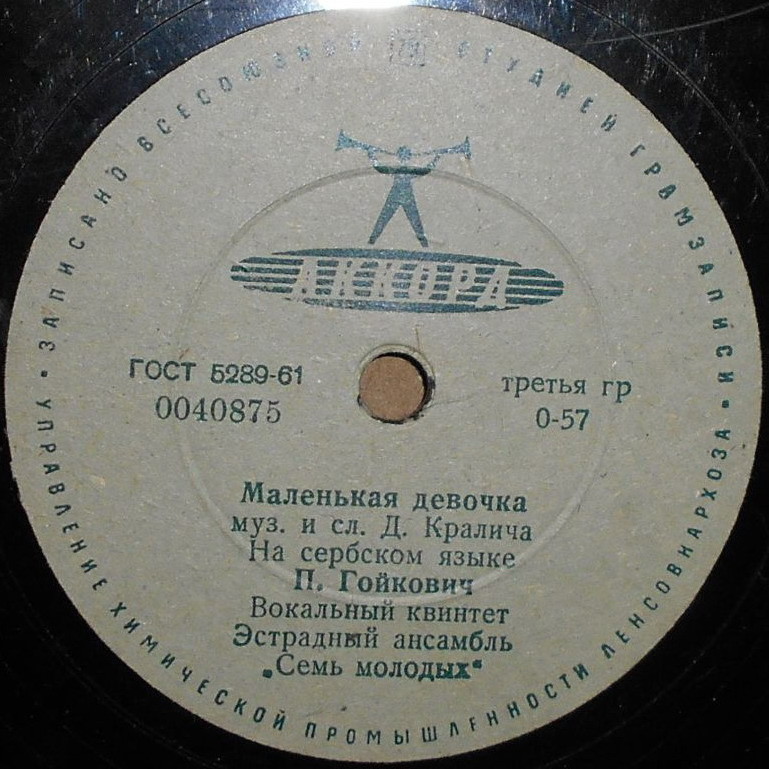 ЗАПИСАНО ВСЕСОЮЗНОЙ СТУДИЕЙ ГРАМЗАПИСИ
АККОРД
ГОСТ 5289-61
третья гр
0040875
0-57
Маленькая девочка
муз. и сл. Д. Кралича
На сербском языке
П. Гойкович
Вокальный квинтет
Эстрадный ансамбль
„Семь молодых“
УПРАВЛЕНИЕ ХИМИЧЕСКОЙ ПРОМЫШЛЕННОСТИ ЛЕНСОВНАРХОЗА